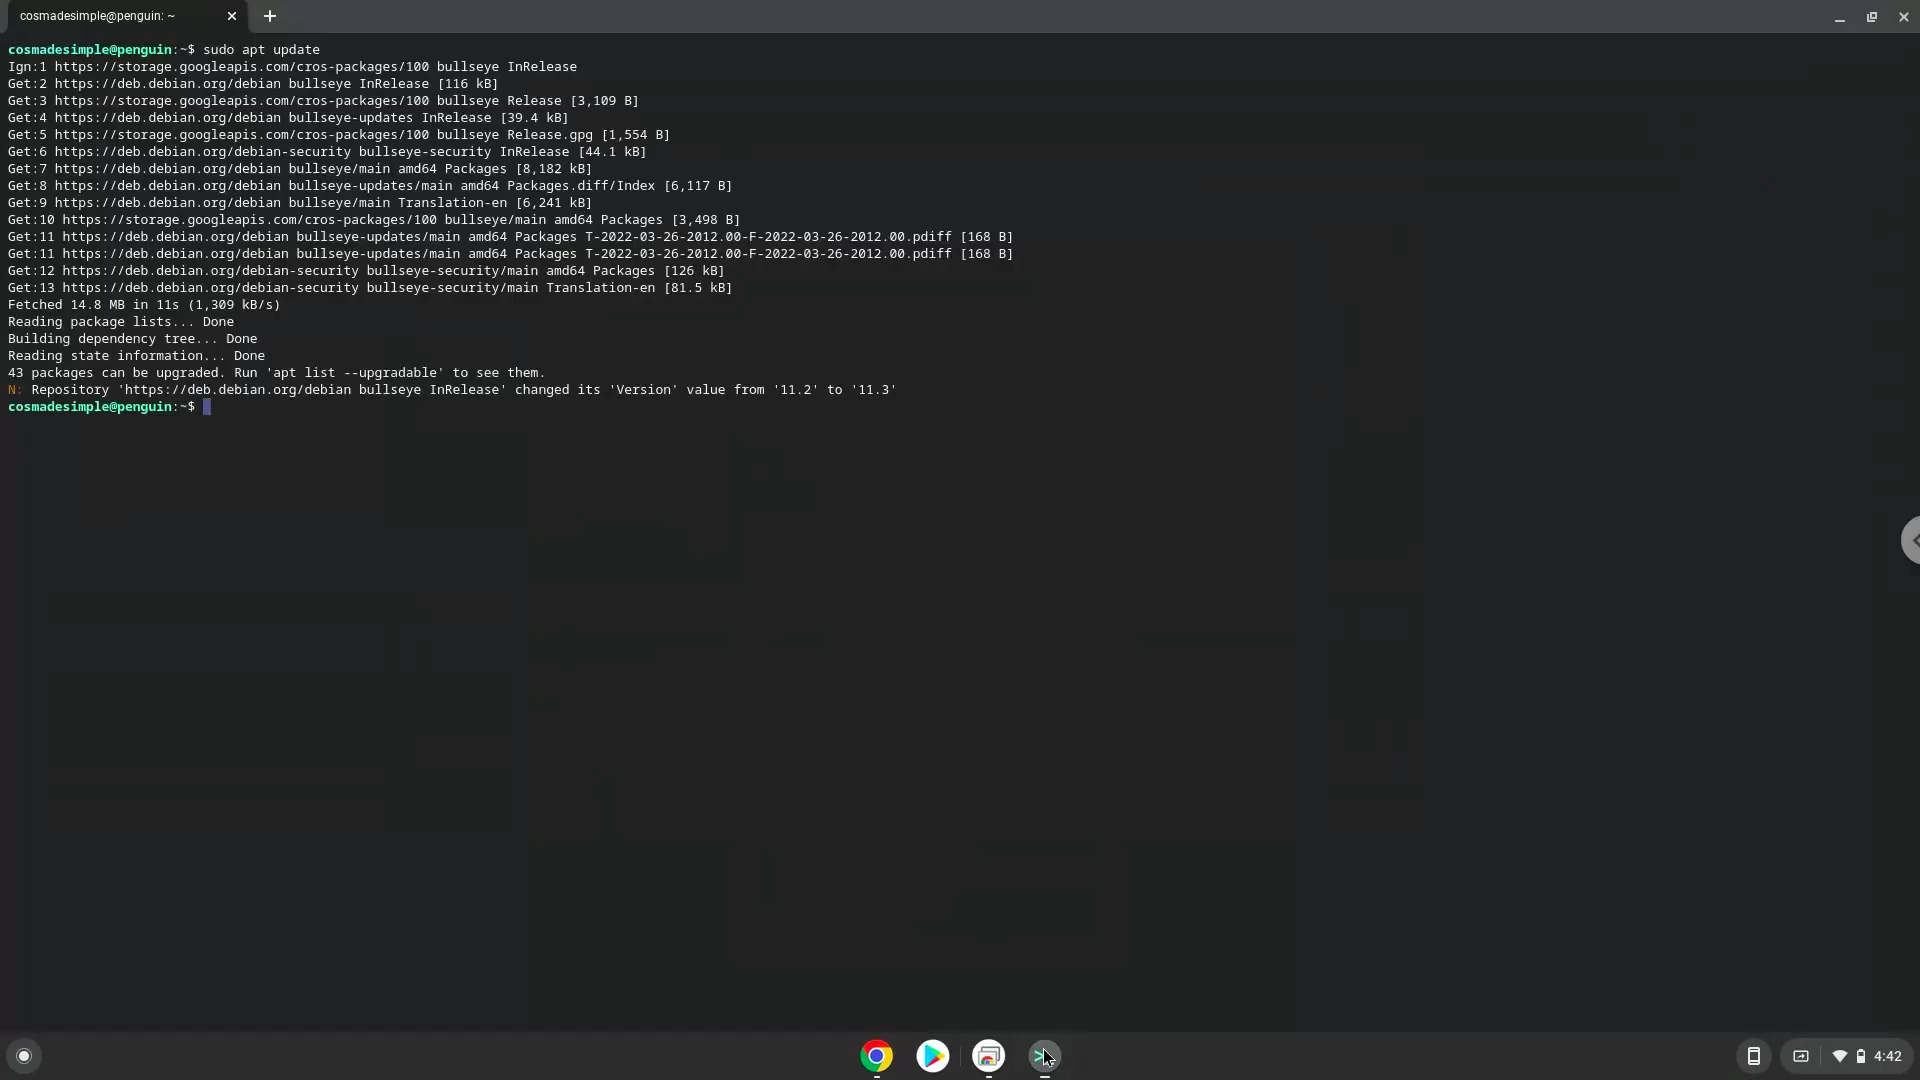 cosmadesimple@penguin: ~
cosmadesimple@penguin:~$ sudo apt update
Ign:1 https://storage.googleapis.com/cros-packages/100 bullseye InRelease
Get:2 https://deb.debian.org/debian bullseye InRelease [116 kB]
Get:3 https://storage.googleapis.com/cros-packages/100 bullseye Release [3,109 B]
Get:4 https://deb.debian.org/debian bullseye-updates InRelease [39.4 kB]
Get:5 https://storage.googleapis.com/cros-packages/100 bullseye Release.gpg [1,554 B]
Get:6 https://deb.debian.org/debian-security bullseye-security InRelease [44.1 kB]
Get:7 https://deb.debian.org/debian bullseye/main amd64 Packages [8,182 kB]
Get:8 https://deb.debian.org/debian bullseye-updates/main amd64 Packages.diff/Index [6,117 B]
Get:9 https://deb.debian.org/debian bullseye/main Translation-en [6,241 kB]
Get:10 https://storage.googleapis.com/cros-packages/100 bullseye/main amd64 Packages [3,498 B]
Get:11 https://deb.debian.org/debian bullseye-updates/main amd64 Packages T-2022-03-26-2012.00-F-2022-03-26-2012.00.pdiff [168 B]
Get:11 https://deb.debian.org/debian bullseye-updates/main amd64 Packages T-2022-03-26-2012.00-F-2022-03-26-2012.00.pdiff [168 B]
Get:12 https://deb.debian.org/debian-security bullseye-security/main amd64 Packages [126 kB]
Get:13 https://deb.debian.org/debian-security bullseye-security/main Translation-en [81.5 kB]
Fetched 14.8 MB in 11s (1,309 kB/s)
Reading package lists... Done
Building dependency tree... Done
Reading state information... Done
43 packages can be upgraded. Run 'apt list --upgradable' to see them.
N: Repository 'https://deb.debian.org/debian bullseye InRelease' changed its 'Version' value from '11.2' to '11.3'
cosmadesimple@penguin:~$
4:42